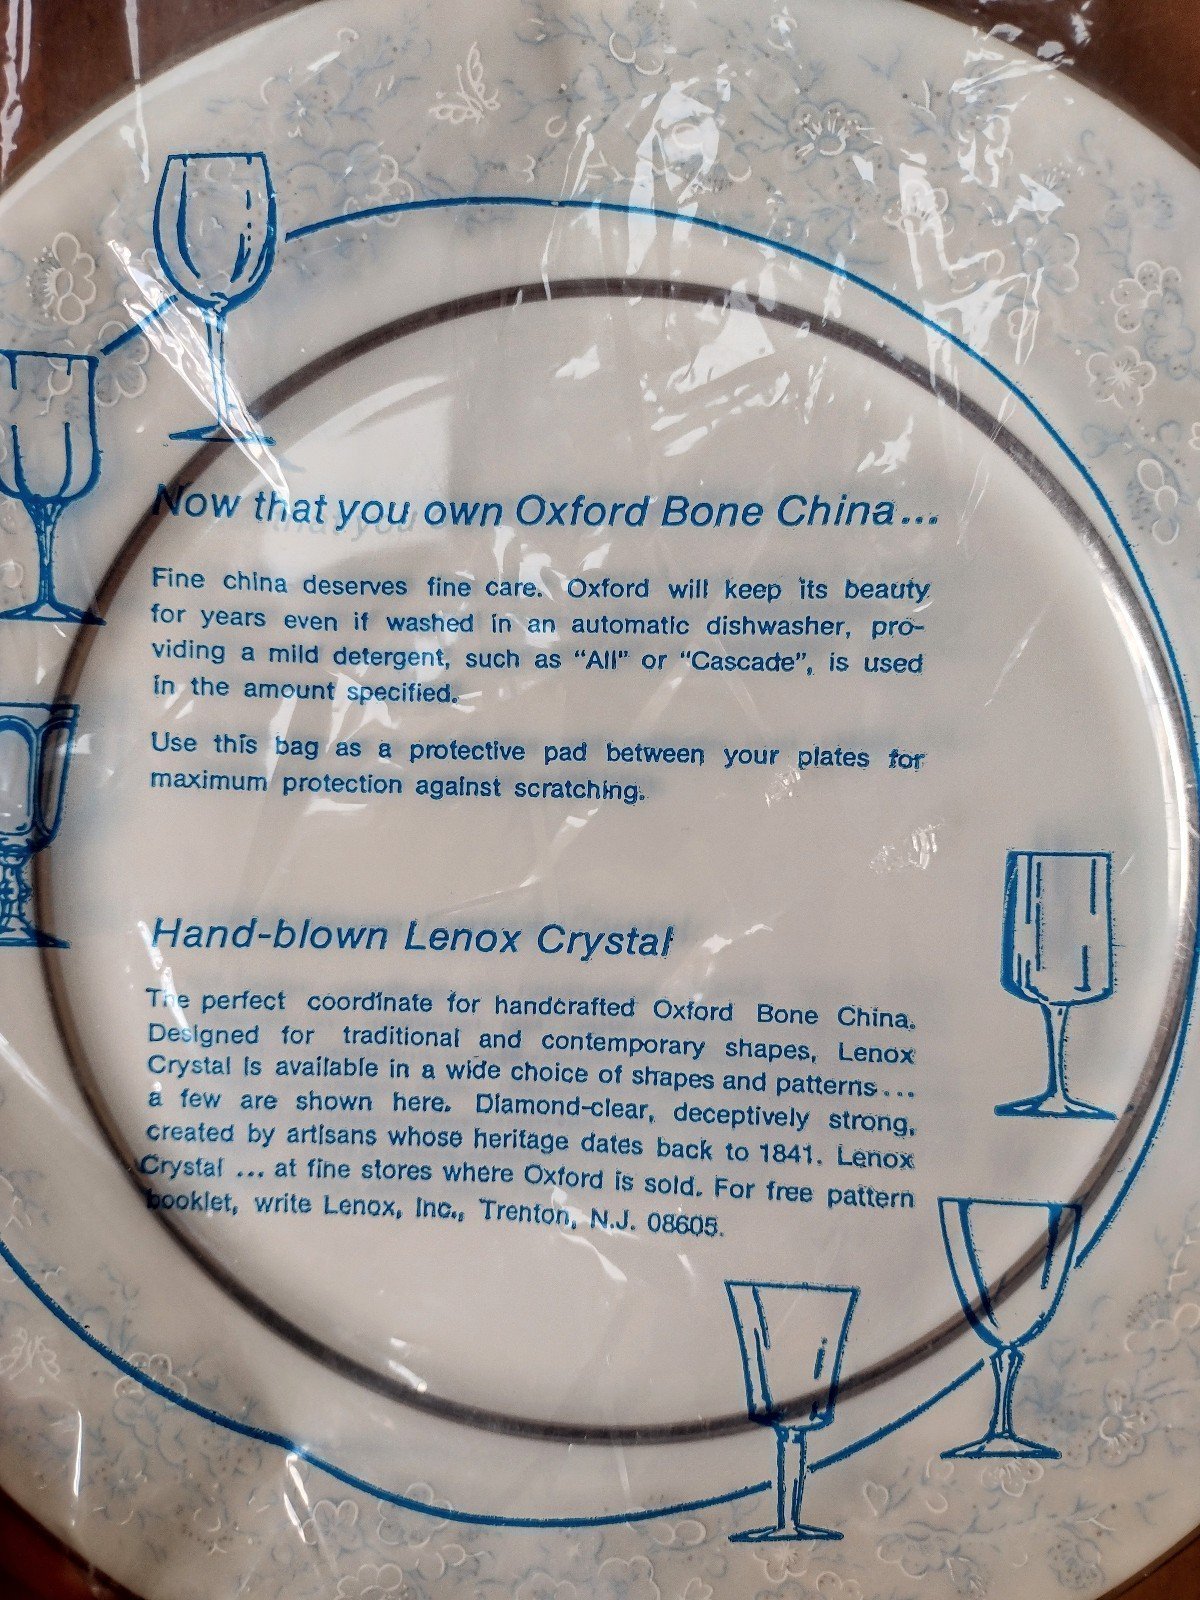 Now that you own Oxford Bone China...
Fine china deserves fine care. Oxford will keep its beauty
for years even if washed in an automatic dishwasher, pro-
viding a mild detergent, such as “All” or “Cascade”, is used
in the amount specified.
Use this bag as a protective pad between your plates for
maximum protection against scratching.
Hand-blown Lenox Crystal
The perfect coordinate for handcrafted Oxford Bone China.
Designed for traditional and contemporary shapes, Lenox
Crystal is available in a wide choice of shapes and patterns...
a few are shown here. Diamond-clear, deceptively strong,
created by artisans whose heritage dates back to 1841. Lenox
Crystal ... at fine stores where Oxford is sold. For free pattern
booklet, write Lenox, Inc., Trenton, N.J. 08605.